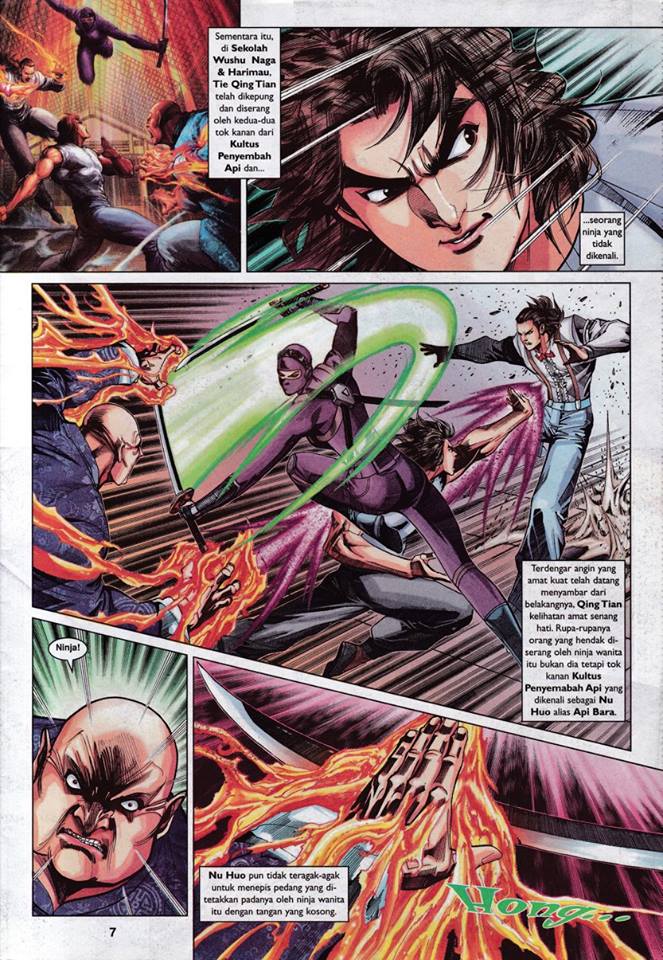 Sementara itu,
di Sekolah
Wushu Naga
& Harimau,
Tie Qing Tian
telah dikepung
dan diserang
oleh kedua-dua
tok kanan dari
Kultus
Penyembah
Api dan...
...seorang
ninja yang
tidak
dikenali.
Terdengar angin yang
amat kuat telah datang
menyambar dari
belakangnya, Qing Tian
kelihatan amat senang
hati. Rupa-rupanya
orang yang hendak di-
serang oleh ninja wanita
itu bukan dia tetapi tok
kanan Kultus
Penyemabah Api yang
dikenali sebagai Nu
Huo alias Api Bara.
Ninja!
Nu Huo pun tidak teragak-agak
untuk menepis pedang yang di-
tetakkan padanya oleh ninja wanita
itu dengan tangan yang kosong.
Hong...
7